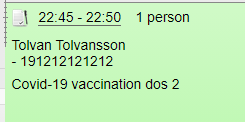 22:45 - 22:50 1 person
Tolvan Tolvansson
- 191212121212
Covid-19 vaccination dos 2